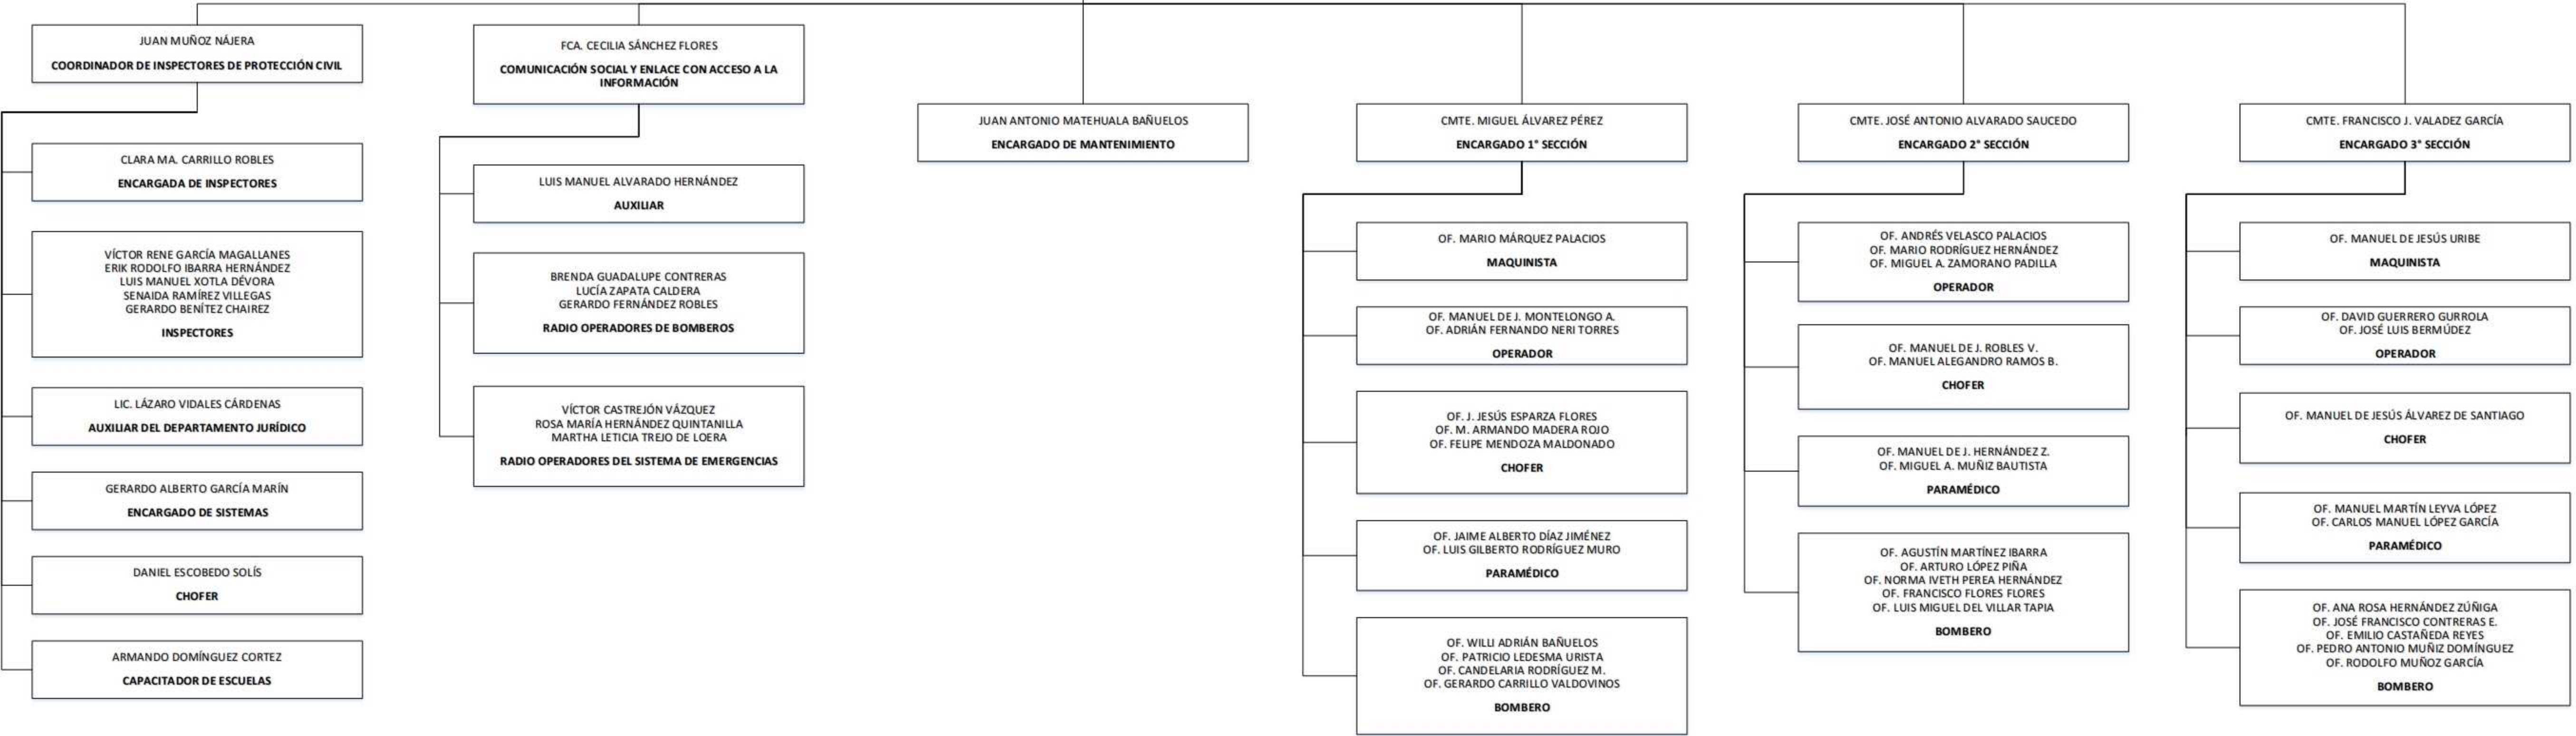 JUAN MUÑOZ NÁJERA
COORDINADOR DE INSPECTORES DE PROTECCIÓN CIVIL
CLARA MA. CARRILLO ROBLES
ENCARGADA DE INSPECTORES
VÍCTOR RENE GARCÍA MAGALLANES
ERIK RODOLFO IBARRA HERNÁNDEZ
LUIS MANUEL XOTLA DÉVORA
SENAIDA RAMÍREZ VILLEGAS
GERARDO BENÍTEZ CHAIREZ
INSPECTORES
LIC. LÁZARO VIDALES CÁRDENAS
AUXILIAR DEL DEPARTAMENTO JURÍDICO
GERARDO ALBERTO GARCÍA MARÍN
ENCARGADO DE SISTEMAS
DANIEL ESCOBEDO SOLÍS
CHOFER
ARMANDO DOMÍNGUEZ CORTEZ
CAPACITADOR DE ESCUELAS
FCA. CECILIA SÁNCHEZ FLORES
COMUNICACIÓN SOCIAL Y ENLACE CON ACCESO A LA
INFORMACIÓN
LUIS MANUEL ALVARADO HERNÁNDEZ
AUXILIAR
BRENDA GUADALUPE CONTRERAS
LUCÍA ZAPATA CALDERA
GERARDO FERNÁNDEZ ROBLES
RADIO OPERADORES DE BOMBEROS
VÍCTOR CASTREJÓN VÁZQUEZ
ROSA MARÍA HERNÁNDEZ QUINTANILLA
MARTHA LETICIA TREJO DE LOERA
RADIO OPERADORES DEL SISTEMA DE EMERGENCIAS
JUAN ANTONIO MATEHUALA BAÑUELOS
ENCARGADO DE MANTENIMIENTO
CMTE. MIGUEL ÁLVAREZ PÉREZ
ENCARGADO 1° SECCIÓN
OF. MARIO MÁRQUEZ PALACIOS
MAQUINISTA
OF. MANUEL DE J. MONTELONGO A.
OF. ADRIÁN FERNANDO NERI TORRES
OPERADOR
OF. J. JESÚS ESPARZA FLORES
OF. M. ARMANDO MADERA ROJO
OF. FELIPE MENDOZA MALDONADO
CHOFER
OF. JAIME ALBERTO DÍAZ JIMÉNEZ
OF. LUIS GILBERTO RODRÍGUEZ MURO
PARAMÉDICO
OF. WILLI ADRIÁN BAÑUELOS
OF. PATRICIO LEDESMA URISTA
OF. CANDELARIA RODRÍGUEZ M.
OF. GERARDO CARRILLO VALDOVINOS
BOMBERO
CMTE. JOSÉ ANTONIO ALVARADO SAUCEDO
ENCARGADO 2° SECCIÓN
OF. ANDRÉS VELASCO PALACIOS
OF. MARIO RODRÍGUEZ HERNÁNDEZ
OF. MIGUEL A. ZAMORANO PADILLA
OPERADOR
OF. MANUEL DE J. ROBLES V.
OF. MANUEL ALEGANDRO RAMOS B.
CHOFER
OF. MANUEL DE J. HERNÁNDEZ Z.
OF. MIGUEL A. MUÑIZ BAUTISTA
PARAMÉDICO
OF. AGUSTÍN MARTÍNEZ IBARRA
OF. ARTURO LÓPEZ PIÑA
OF. NORMA IVETH PEREA HERNÁNDEZ
OF. FRANCISCO FLORES FLORES
OF. LUIS MIGUEL DEL VILLAR TAPIA
BOMBERO
CMTE. FRANCISCO J. VALADEZ GARCÍA
ENCARGADO 3° SECCIÓN
OF. MANUEL DE JESÚS URIBE
MAQUINISTA
OF. DAVID GUERRERO GURROLA
OF. JOSÉ LUIS BERMÚDEZ
OPERADOR
OF. MANUEL DE JESÚS ÁLVAREZ DE SANTIAGO
CHOFER
OF. MANUEL MARTÍN LEYVA LÓPEZ
OF. CARLOS MANUEL LÓPEZ GARCÍA
PARAMÉDICO
OF. ANA ROSA HERNÁNDEZ ZÚÑIGA
OF. JOSÉ FRANCISCO CONTRERAS E.
OF. EMILIO CASTAÑEDA REYES
OF. PEDRO ANTONIO MUÑIZ DOMÍNGUEZ
OF. RODOLFO MUÑOZ GARCÍA
BOMBERO